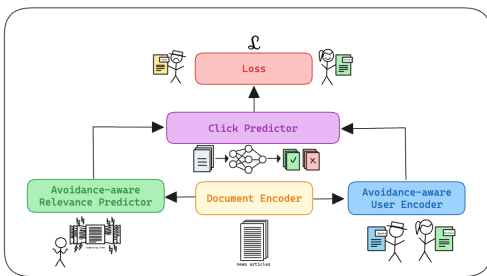 ℒ
Loss
Click Predictor
Avoidance-aware
Relevance Predictor
Document Encoder
Avoidance-aware
User Encoder
news articles